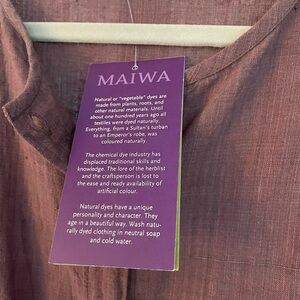 MAIWA
Natural or "vegetable" dyes are
made from plants, roots, and
other natural materials. Until
about one hundred years ago all
textiles were dyed naturally.
Everything, from a Sultan's turban
to an Emperor's robe, was
coloured naturally.
The chemical dye industry has
displaced traditional skills and
knowledge. The lore of the herblist
and the craftsperson is lost to
the ease and ready availability of
artificial colour.
Natural dyes have a unique
personality and character. They
age in a beautiful way. Wash natu-
rally dyed clothing in neutral soap
and cold water.